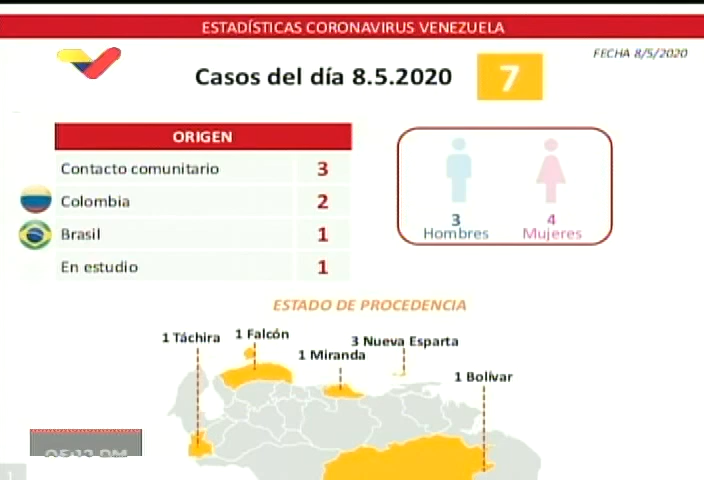 ESTADÍSTICAS CORONAVIRUS VENEZUELA
FECHA 8/5/2020
Casos del día 8.5.2020 7
ORIGEN
Contacto comunitario 3
Colombia 2
Brasil 1
En estudio 1
3
Hombres
4
Mujeres
ESTADO DE PROCEDENCIA
1 Táchira
1 Falcón
1 Miranda
3 Nueva Esparta
1 Bolívar